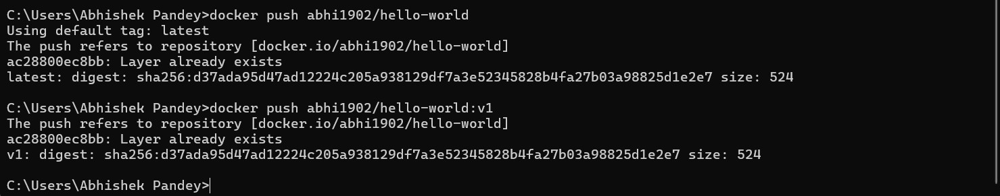 C:\Users\Abhishek Pandey>docker push abhi1902/hello-world
Using default tag: latest
The push refers to repository [docker.io/abhi1902/hello-world]
ac28800ec8bb: Layer already exists
latest: digest: sha256:d37ada95d47ad12224c205a938129df7a3e52345828b4fa27b03a98825d1e2e7 size: 524
C:\Users\Abhishek Pandey>docker push abhi1902/hello-world:v1
The push refers to repository [docker.io/abhi1902/hello-world]
ac28800ec8bb: Layer already exists
v1: digest: sha256:d37ada95d47ad12224c205a938129df7a3e52345828b4fa27b03a98825d1e2e7 size: 524
C:\Users\Abhishek Pandey>